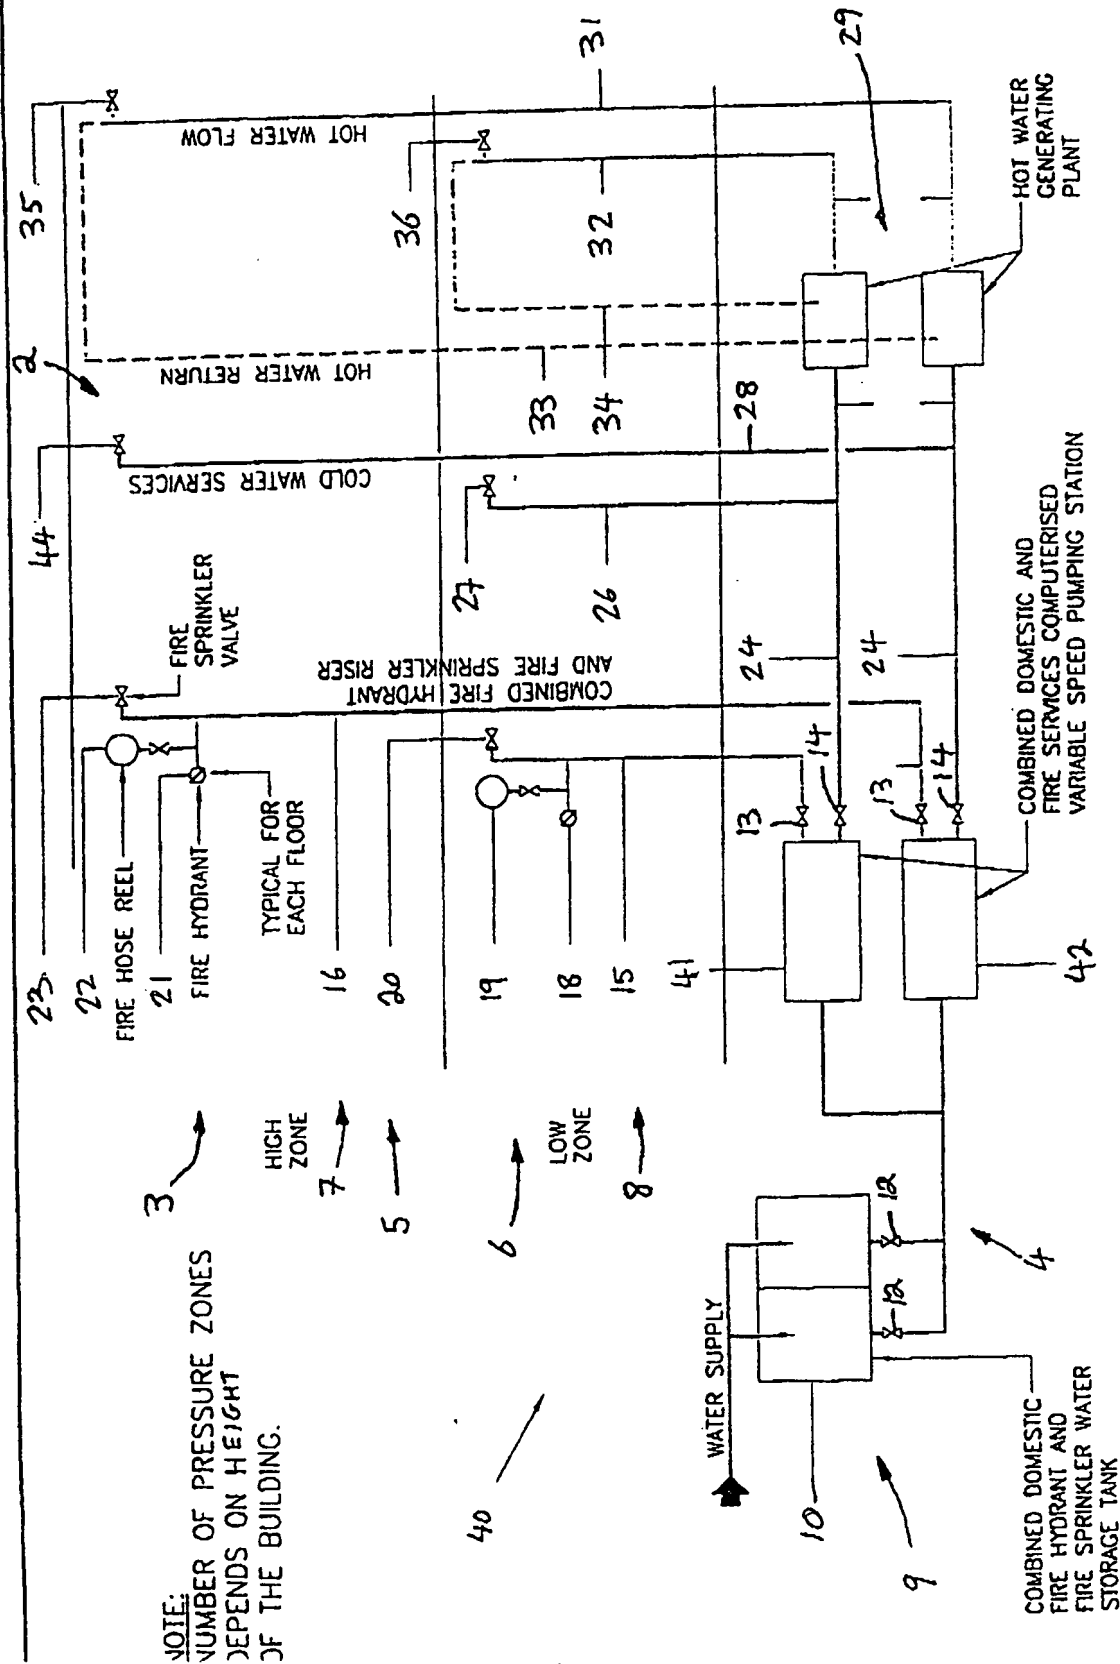 NOTE:
NUMBER OF PRESSURE ZONES
DEPENDS ON HEIGHT
OF THE BUILDING.
3
HIGH
ZONE
7
5
6
LOW
ZONE
8
40
WATER SUPPLY
10
9
12
12
4
COMBINED DOMESTIC
FIRE HYDRANT AND
FIRE SPRINKLER WATER
STORAGE TANK
23
22
FIRE HOSE REEL
21
FIRE HYDRANT
TYPICAL FOR
EACH FLOOR
16
20
19
18
15
41
42
FIRE
SPRINKLER
VALVE
COMBINED FIRE HYDRANT
AND FIRE SPRINKLER RISER
13
14
13
14
24
24
COMBINED DOMESTIC AND
FIRE SERVICES COMPUTERISED
VARIABLE SPEED PUMPING STATION
44
2
COLD WATER SERVICES
27
26
28
HOT WATER RETURN
33
34
35
HOT WATER FLOW
36
32
31
29
HOT WATER
GENERATING
PLANT